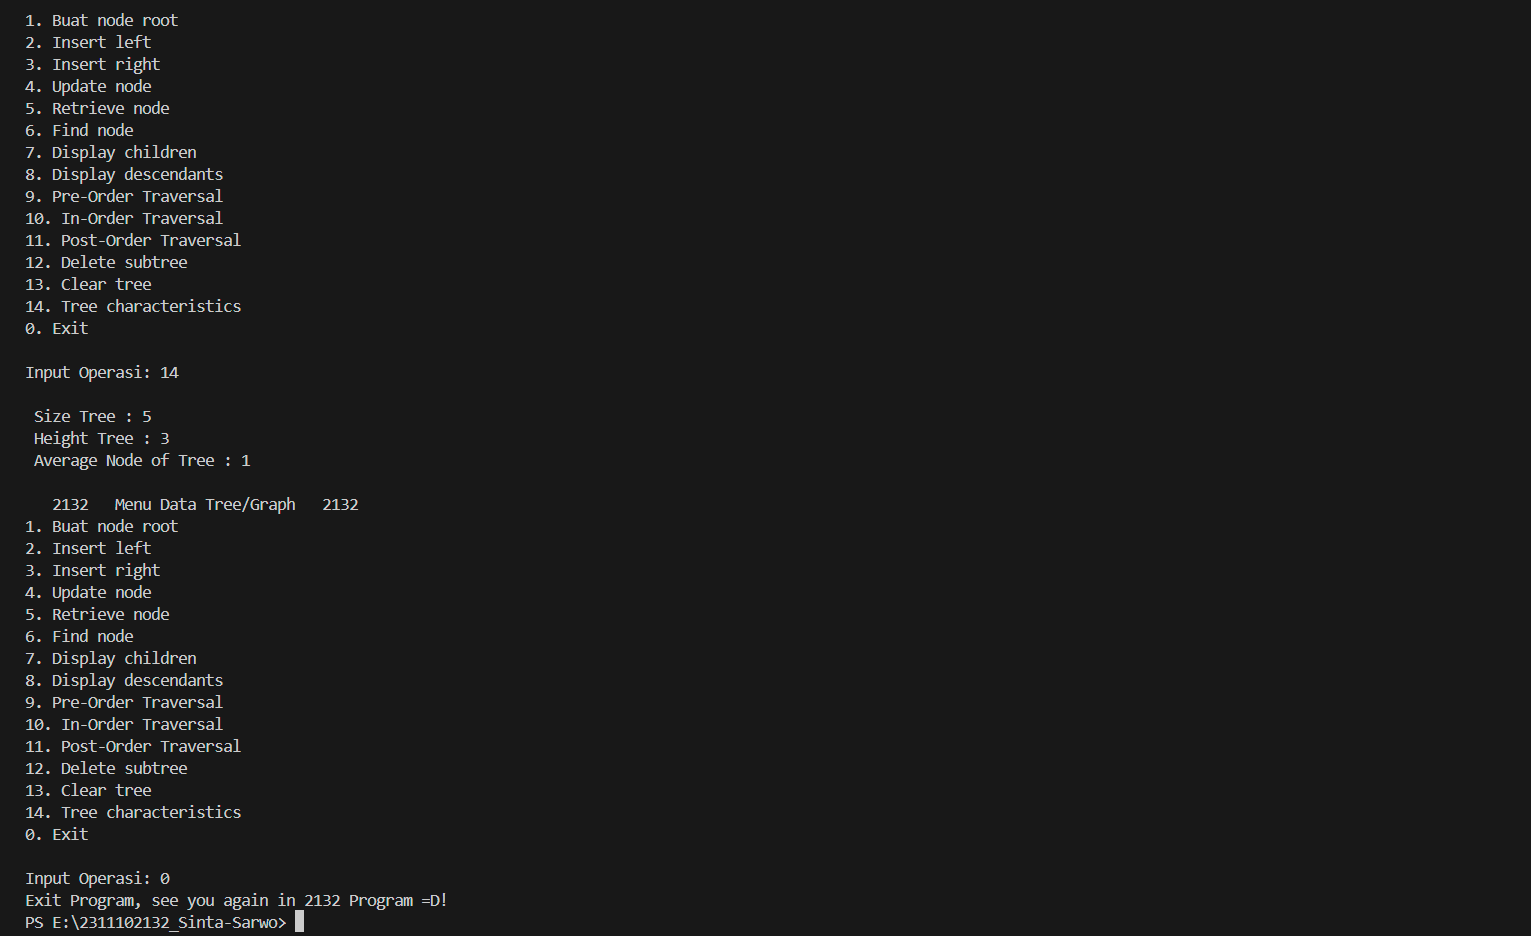 1. Buat node root
2. Insert left
3. Insert right
4. Update node
5. Retrieve node
6. Find node
7. Display children
8. Display descendants
9. Pre-Order Traversal
10. In-Order Traversal
11. Post-Order Traversal
12. Delete subtree
13. Clear tree
14. Tree characteristics
0. Exit
Input Operasi: 14
Size Tree : 5
Height Tree : 3
Average Node of Tree : 1
2132   Menu Data Tree/Graph   2132
1. Buat node root
2. Insert left
3. Insert right
4. Update node
5. Retrieve node
6. Find node
7. Display children
8. Display descendants
9. Pre-Order Traversal
10. In-Order Traversal
11. Post-Order Traversal
12. Delete subtree
13. Clear tree
14. Tree characteristics
0. Exit
Input Operasi: 0
Exit Program, see you again in 2132 Program =D!
PS E:\2311102132_Sinta-Sarwo>